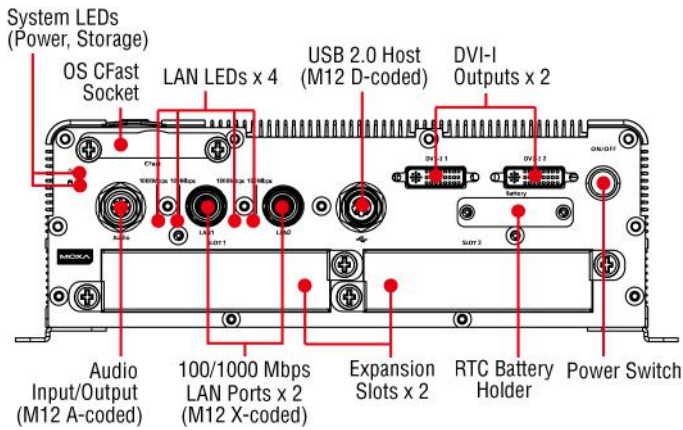 System LEDs
(Power, Storage)
OS CFast
Socket
LAN LEDs x 4
USB 2.0 Host
(M12 D-coded)
DVI-I
Outputs x 2
CFast
ON/OFF
DVI-I 1
DVI-I 2
1000Mbps 100Mbps
1000Mbps 100Mbps
Battery
Audio
LAN1
LAN2
MOXA
SLOT 1
SLOT 2
Audio
Input/Output
(M12 A-coded)
100/1000 Mbps
LAN Ports x 2
(M12 X-coded)
Expansion
Slots x 2
RTC Battery
Holder
Power Switch